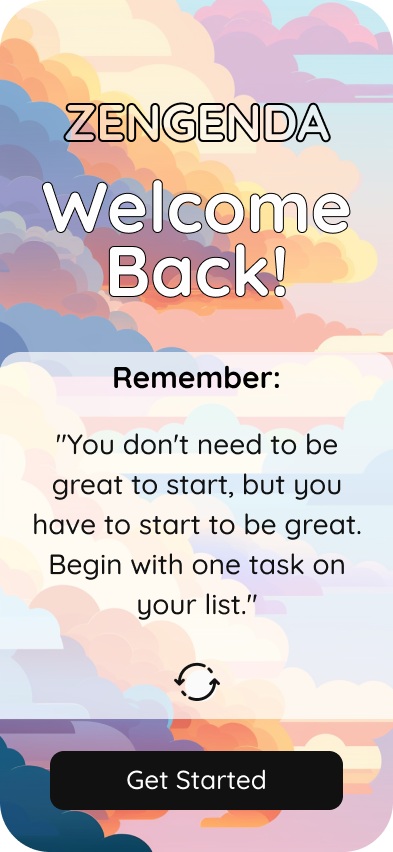 ZENGENDA
Welcome
Back!
Remember:
"You don't need to be
great to start, but you
have to start to be great.
Begin with one task on
your list."
Get Started